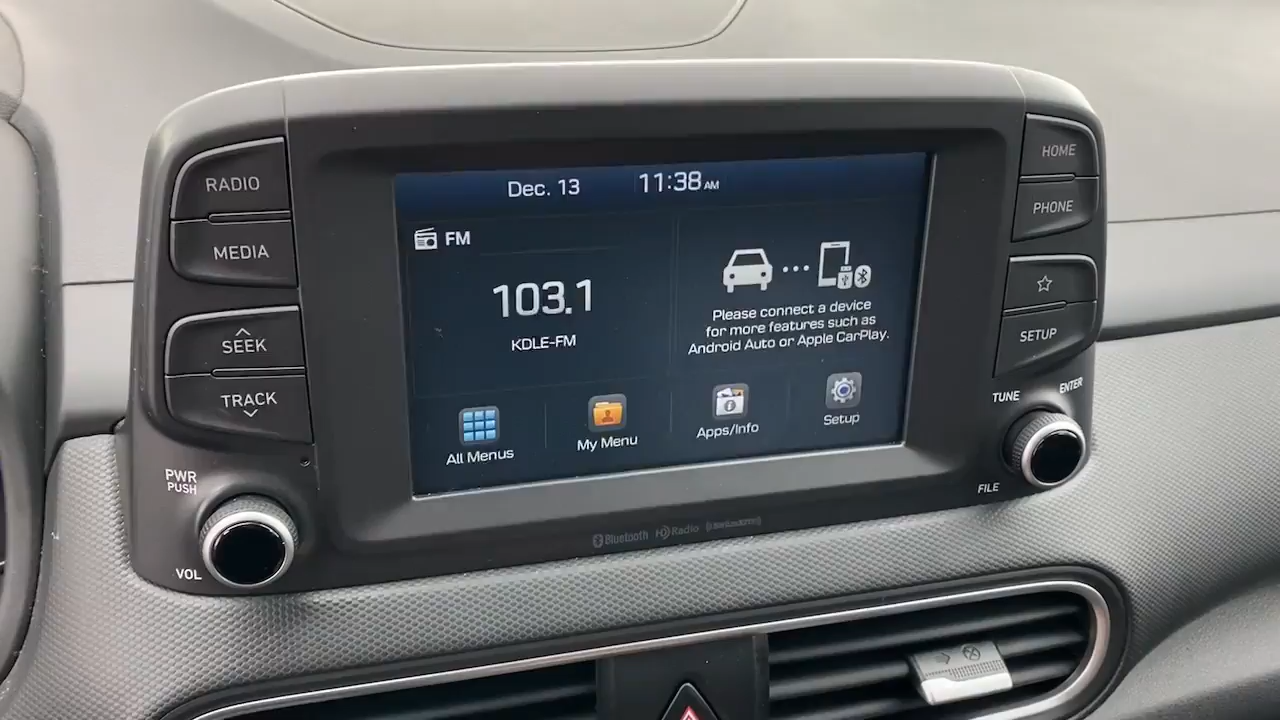 RADIO
MEDIA
SEEK
TRACK
PWR
PUSH
VOL
Dec. 13
11:38 AM
FM
103.1
KDLE-FM
Please connect a device
for more features such as
Android Auto or Apple CarPlay.
All Menus
My Menu
Apps/Info
Setup
HOME
PHONE
SETUP
TUNE
ENTER
FILE
Bluetooth
HD Radio
((SiriusXM))